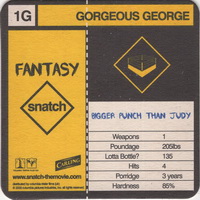 1G
GORGEOUS GEORGE
FANTASY
snatch
BIGGER PUNCH THAN JUDY
Weapons 1
Poundage 205lbs
Lotta Bottle? 135
Hits 4
Porridge 3 years
Hardness 85%
CARLING
www.snatch-themovie.com